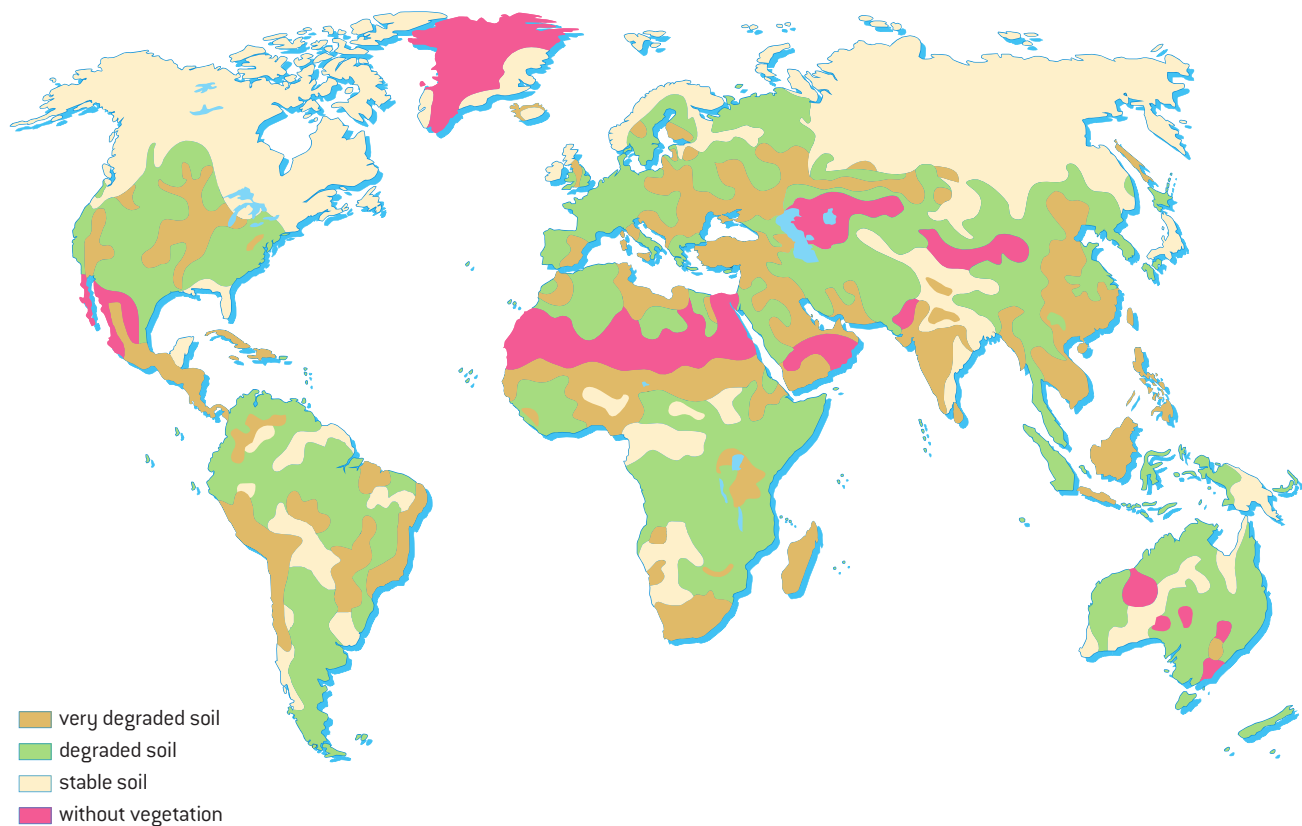 very degraded soil
degraded soil
stable soil
without vegetation